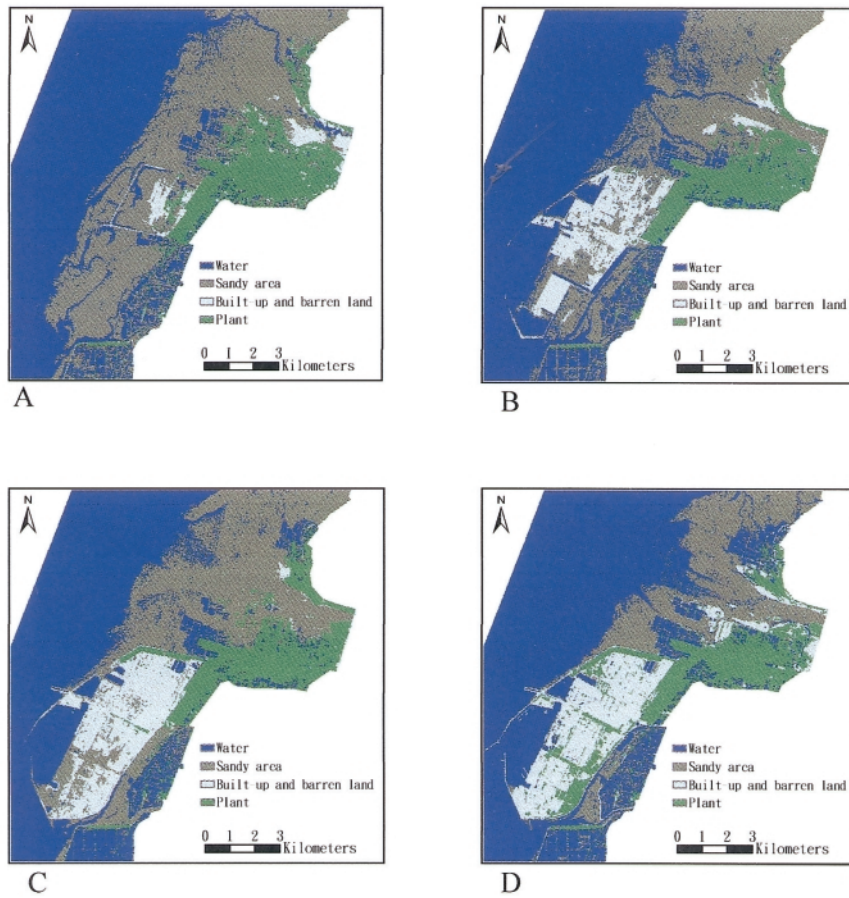 N
Water
Sandy area
Built-up and barren land
Plant
0 1 2 3
Kilometers
A
N
Water
Sandy area
Built-up and barren land
Plant
0 1 2 3
Kilometers
B
N
Water
Sandy area
Built-up and barren land
Plant
0 1 2 3
Kilometers
C
N
Water
Sandy area
Built-up and barren land
Plant
0 1 2 3
Kilometers
D